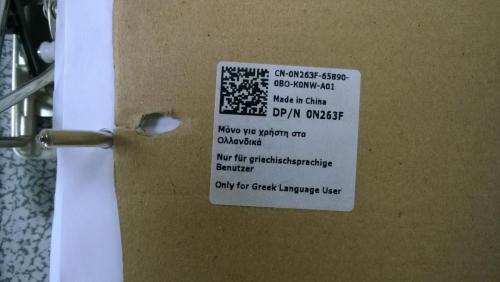 CN-0N263F-65890-
0BO-K0NW-A01
Made in China
DP/N 0N263F
Μόνο για χρήστη στα
Ολλανδικά
Nur für griechischsprachige
Benutzer
Only for Greek Language User